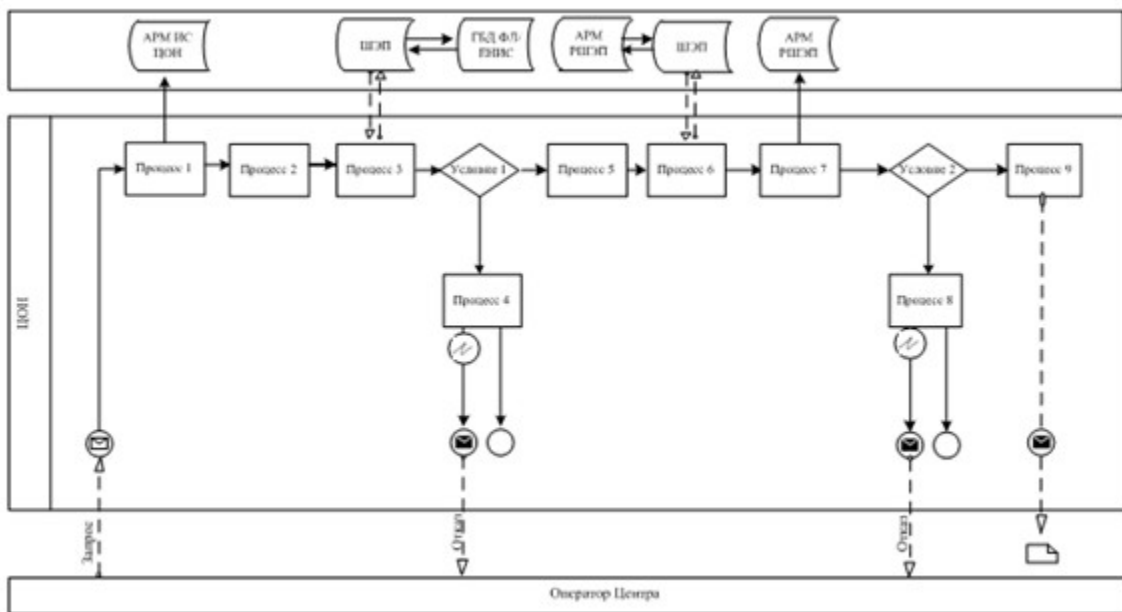 АРМ ИС
ЦОН
ШЭП
ГБД ФЛ/
ЕНИС
АРМ
РШЭП
ШЭП
АРМ
РШЭП
ЦОН
Процесс 1
Процесс 2
Процесс 3
Условие 1
Процесс 5
Процесс 6
Процесс 7
Условие 2
Процесс 9
Процесс 4
Процесс 8
Запрос
Ответ
Ответ
Оператор Центра